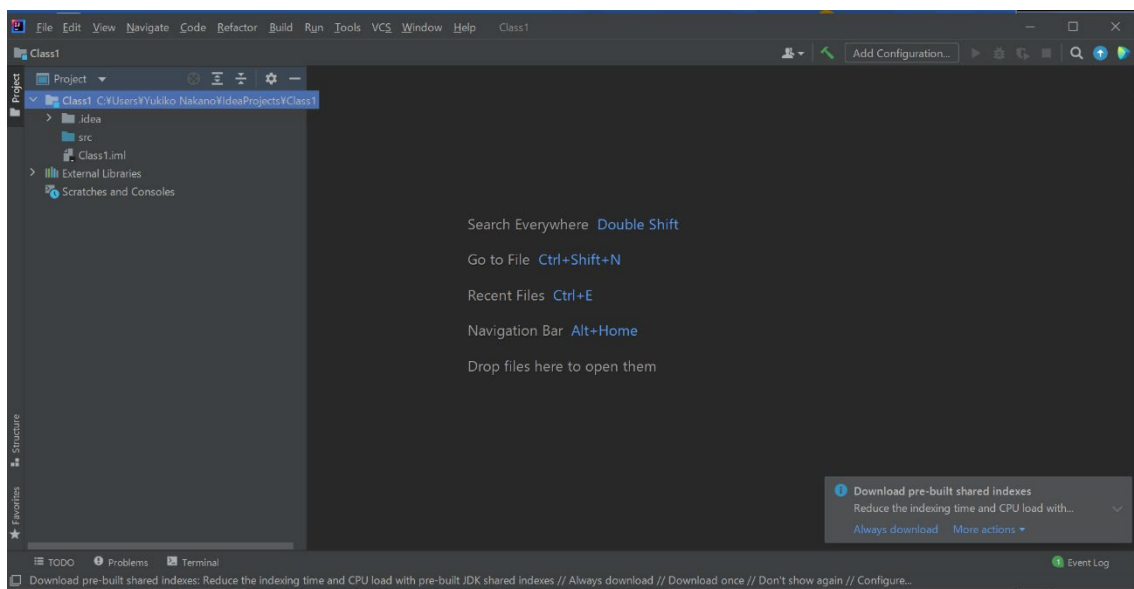 File Edit View Navigate Code Refactor Build Run Tools VCS Window Help Class1
Class1 Add Configuration...
Project
Project
Class1 C:¥Users¥Yukiko Nakano¥IdeaProjects¥Class1
.idea
src
Class1.iml
External Libraries
Scratches and Consoles
Search Everywhere Double Shift
Go to File Ctrl+Shift+N
Recent Files Ctrl+E
Navigation Bar Alt+Home
Drop files here to open them
Structure
Favorites
Download pre-built shared indexes
Reduce the indexing time and CPU load with...
Always download More actions
TODO Problems Terminal 1 Event Log
Download pre-built shared indexes: Reduce the indexing time and CPU load with pre-built JDK shared indexes // Always download // Download once // Don't show again // Configure...